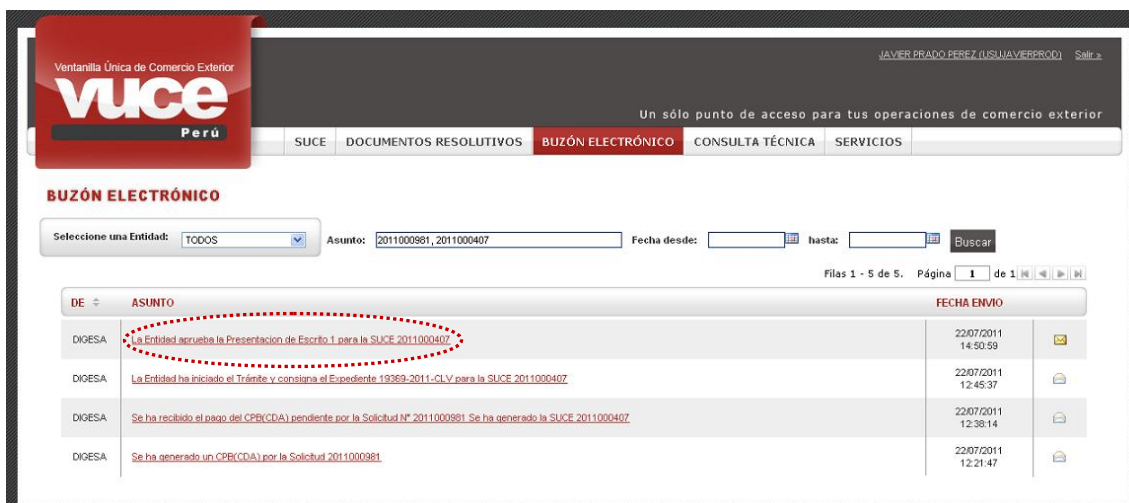 JAVIER PRADO PEREZ (USUJAVIERPROD) Salir »
Ventanilla Única de Comercio Exterior
vuce
Perú
Un sólo punto de acceso para tus operaciones de comercio exterior
SUCE DOCUMENTOS RESOLUTIVOS BUZÓN ELECTRÓNICO CONSULTA TÉCNICA SERVICIOS
BUZÓN ELECTRÓNICO
Seleccione una Entidad: TODOS Asunto: 2011000981, 2011000407 Fecha desde: hasta: Buscar
Filas 1 - 5 de 5. Página 1 de 1
DE ASUNTO FECHA ENVIO
DIGESA La Entidad aprueba la Presentacion de Escrito 1 para la SUCE 2011000407 22/07/2011
14:50:59
DIGESA La Entidad ha iniciado el Trámite y consigna el Expediente 19369-2011-CLV para la SUCE 2011000407 22/07/2011
12:45:37
DIGESA Se ha recibido el pago del CPB(CDA) pendiente por la Solicitud N° 2011000981 Se ha generado la SUCE 2011000407 22/07/2011
12:38:14
DIGESA Se ha generado un CPB(CDA) por la Solicitud 2011000981 22/07/2011
12:21:47